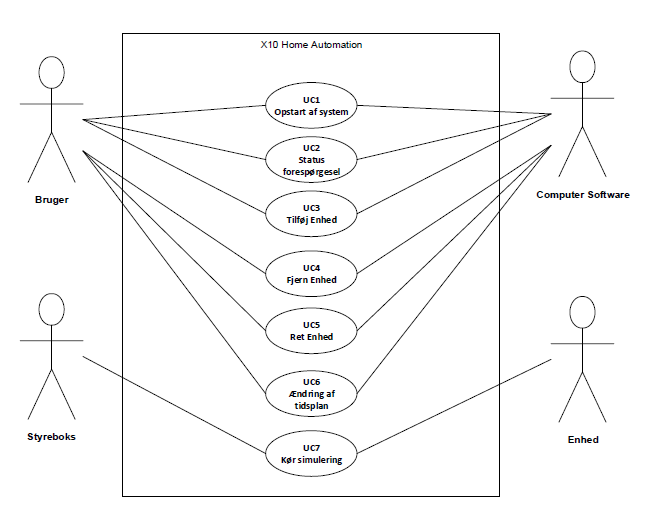 X10 Home Automation
UC1
Opstart af system
UC2
Status
forespørgesel
UC3
Tilføj Enhed
UC4
Fjern Enhed
UC5
Ret Enhed
UC6
Ændring af
tidsplan
UC7
Kør simulering
Bruger
Computer Software
Styreboks
Enhed